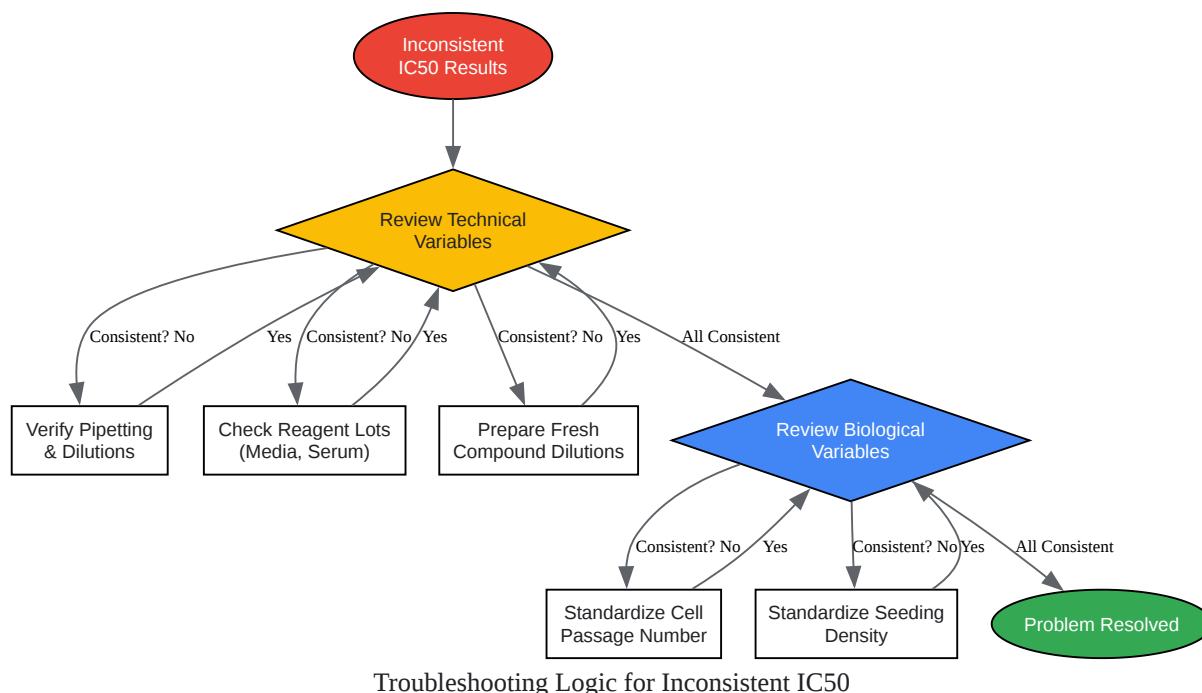 Inconsistent
IC50 Results
Review Technical
Variables
Consistent? No
Yes
Consistent? No
Yes
Consistent? No
Yes
All Consistent
Verify Pipetting
& Dilutions
Check Reagent Lots
(Media, Serum)
Prepare Fresh
Compound Dilutions
Review Biological
Variables
Consistent? No
Yes
Consistent? No
Yes
All Consistent
Standardize Cell
Passage Number
Standardize Seeding
Density
Problem Resolved
Troubleshooting Logic for Inconsistent IC50